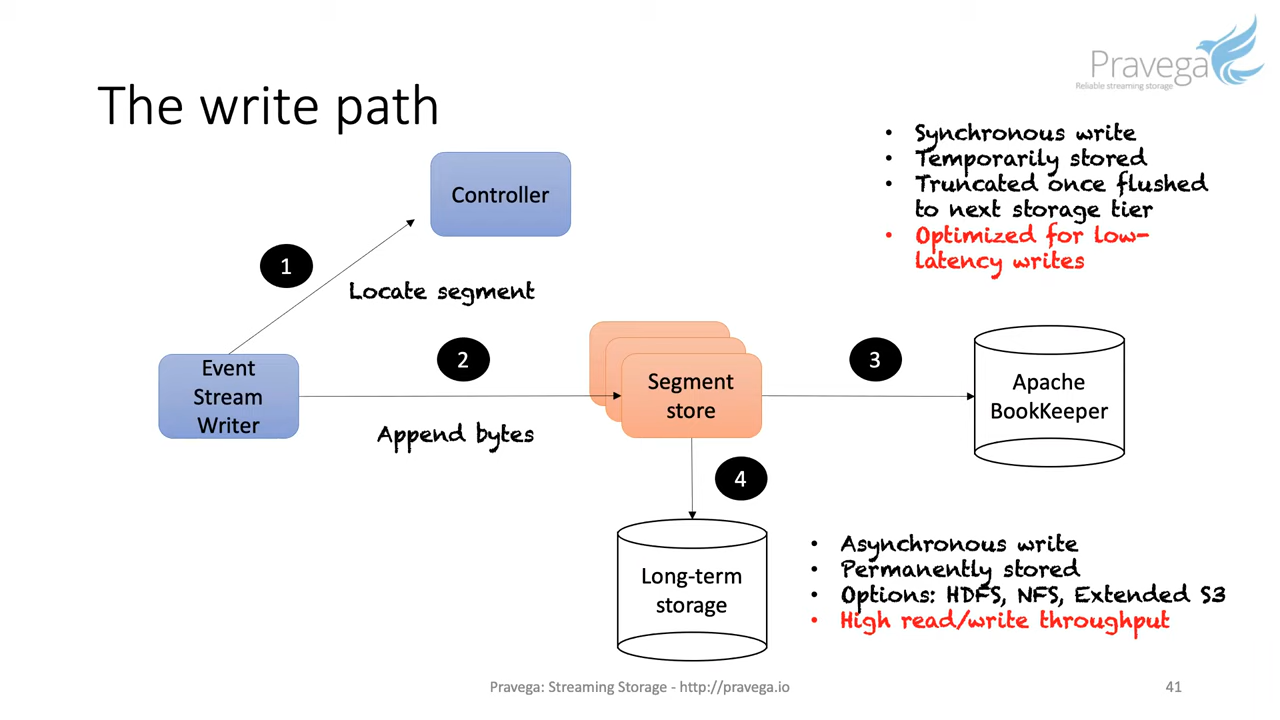 Pravega
Reliable streaming storage
The write path
• Synchronous write
• Temporarily stored
• Truncated once flushed
to next storage tier
• Optimized for low-
latency writes
Controller
1
Locate segment
Event
Stream
Writer
2
Append bytes
Segment
store
3
Apache
BookKeeper
4
Long-term
storage
• Asynchronous write
• Permanently stored
• Options: HDFS, NFS, Extended S3
• High read/write throughput
Pravega: Streaming Storage - http://pravega.io
41